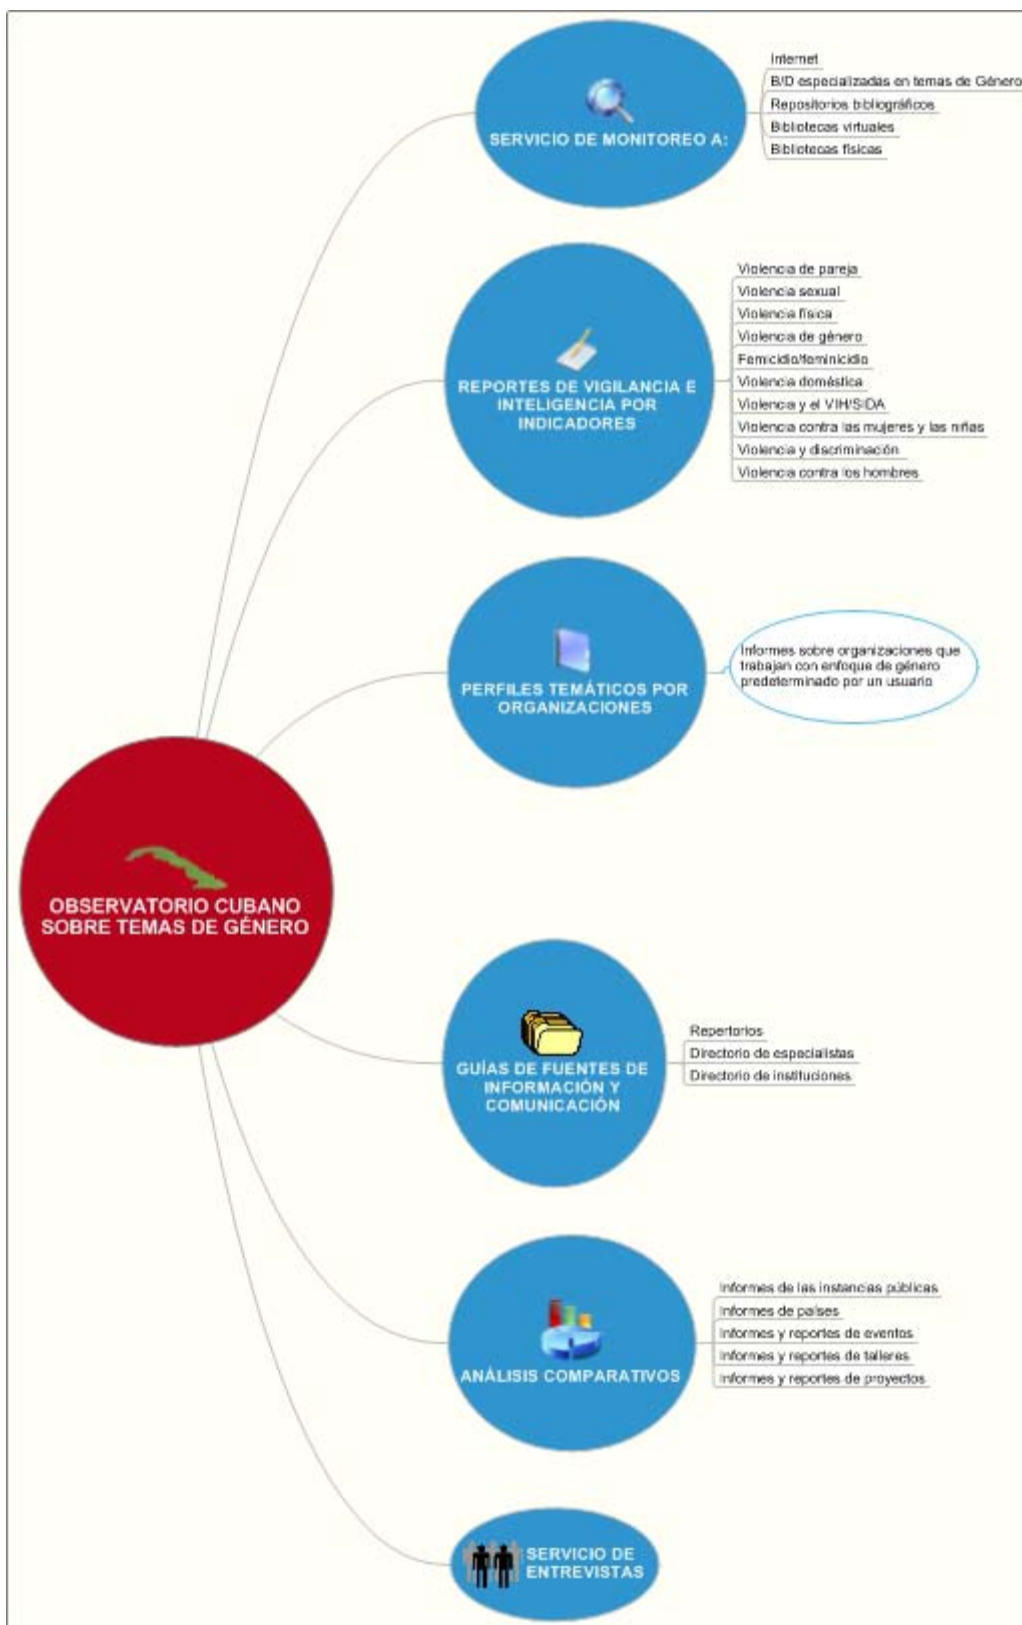 SERVICIO DE MONITOREO A:
Internet
B/D especializadas en temas de Género
Repositorios bibliográficos
Bibliotecas virtuales
Bibliotecas físicas
REPORTES DE VIGILANCIA E
INTELIGENCIA POR
INDICADORES
Violencia de pareja
Violencia sexual
Violencia física
Violencia de género
Femicidio/feminicidio
Violencia doméstica
Violencia y el VIH/SIDA
Violencia contra las mujeres y las niñas
Violencia y discriminación
Violencia contra los hombres
PERFILES TEMÁTICOS POR
ORGANIZACIONES
Informes sobre organizaciones que
trabajan con enfoque de género
predeterminado por un usuario
OBSERVATORIO CUBANO
SOBRE TEMAS DE GÉNERO
GUÍAS DE FUENTES DE
INFORMACIÓN Y
COMUNICACIÓN
Repertorios
Directorio de especialistas
Directorio de instituciones
ANÁLISIS COMPARATIVOS
Informes de las instancias públicas
Informes de países
Informes y reportes de eventos
Informes y reportes de talleres
Informes y reportes de proyectos
SERVICIO DE
ENTREVISTAS